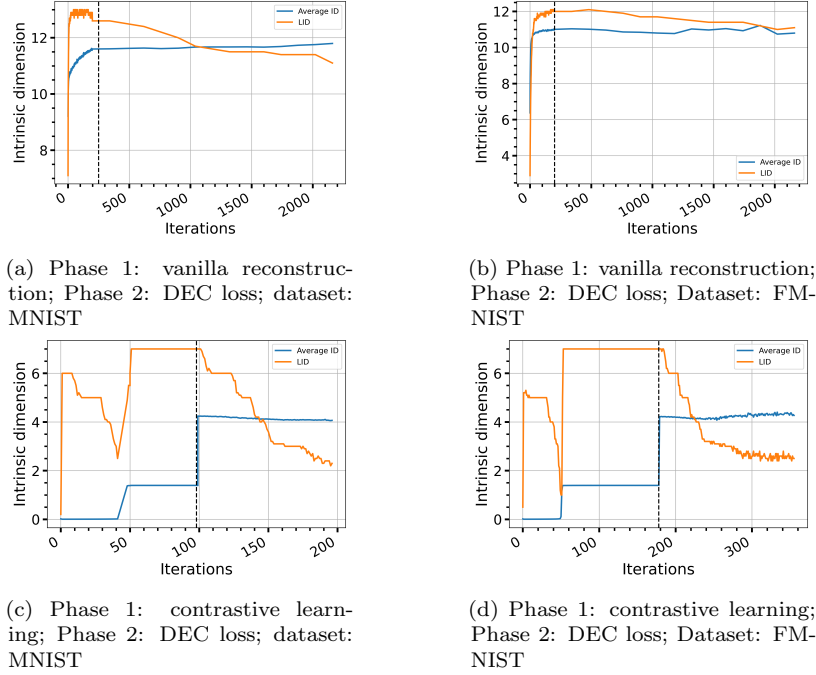 Average ID
LID
12
10
8
Intrinsic dimension
0
500
1000
1500
2000
Iterations
(a) Phase 1: vanilla reconstruc-
tion; Phase 2: DEC loss; dataset:
MNIST
12
10
8
6
4
Intrinsic dimension
Average ID
LID
0
500
1000
1500
2000
Iterations
(b) Phase 1: vanilla reconstruction;
Phase 2: DEC loss; Dataset: FM-
NIST
Average ID
LID
6
4
2
0
Intrinsic dimension
0
50
100
150
200
Iterations
(c) Phase 1: contrastive learn-
ing; Phase 2: DEC loss; dataset:
MNIST
Average ID
LID
6
4
2
0
Intrinsic dimension
0
100
200
300
Iterations
(d) Phase 1: contrastive learning;
Phase 2: DEC loss; Dataset: FM-
NIST